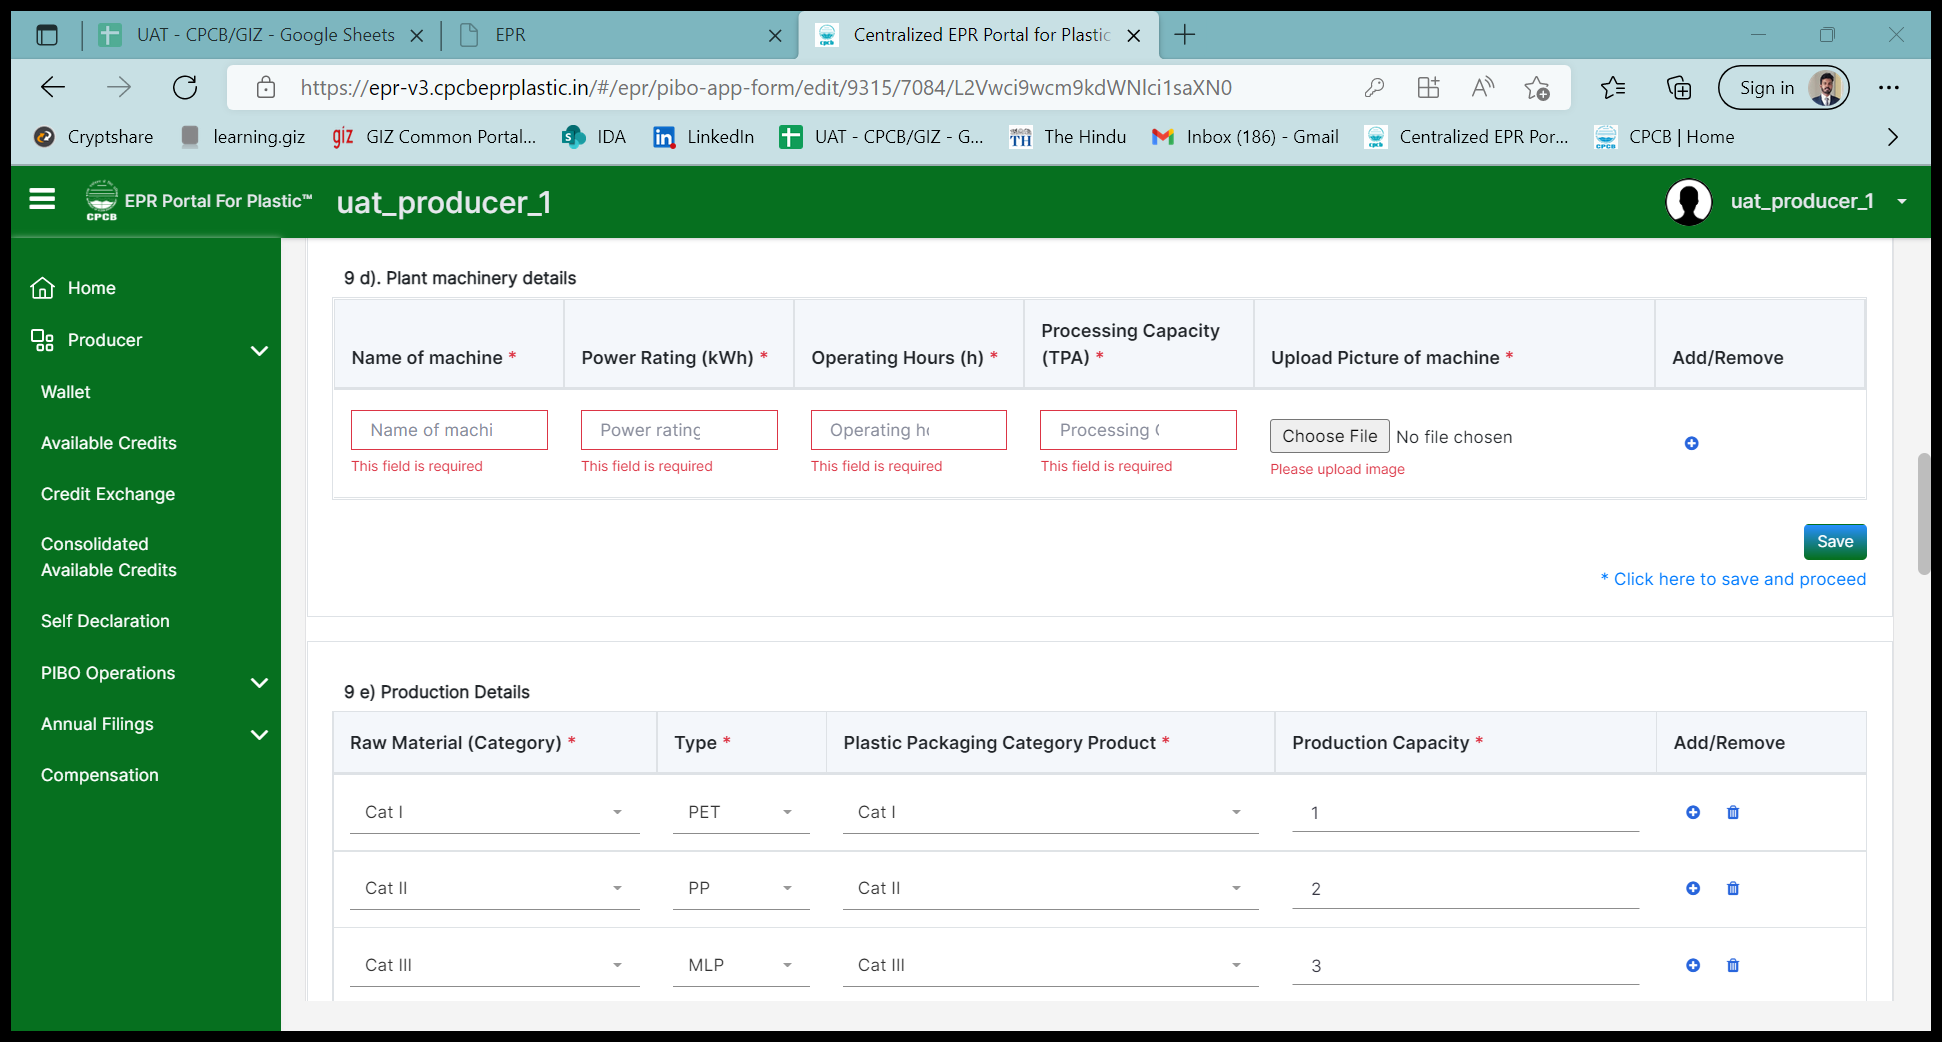 UAT - CPCB/GIZ - Google Sheets
EPR
Centralized EPR Portal for Plastic
https://epr-v3.cpcbeprplastic.in/#/epr/pibo-app-form/edit/9315/7084/L2Vwci9wcm9kdWNlci1saXN0
Sign in
Cryptshare
learning.giz
giz GIZ Common Portal...
IDA
LinkedIn
UAT - CPCB/GIZ - G...
TH The Hindu
Inbox (186) - Gmail
Centralized EPR Por...
CPCB | Home
CPCB EPR Portal For Plastic™
uat_producer_1
uat_producer_1
Home
Producer
Wallet
Available Credits
Credit Exchange
Consolidated
Available Credits
Self Declaration
PIBO Operations
Annual Filings
Compensation
9 d). Plant machinery details
Name of machine * Power Rating (kWh) * Operating Hours (h) * Processing Capacity (TPA) * Upload Picture of machine * Add/Remove
Name of machi Power rating Operating ho Processing C Choose File No file chosen
This field is required This field is required This field is required This field is required Please upload image
Save
* Click here to save and proceed
9 e) Production Details
Raw Material (Category) * Type * Plastic Packaging Category Product * Production Capacity * Add/Remove
Cat I PET Cat I 1
Cat II PP Cat II 2
Cat III MLP Cat III 3